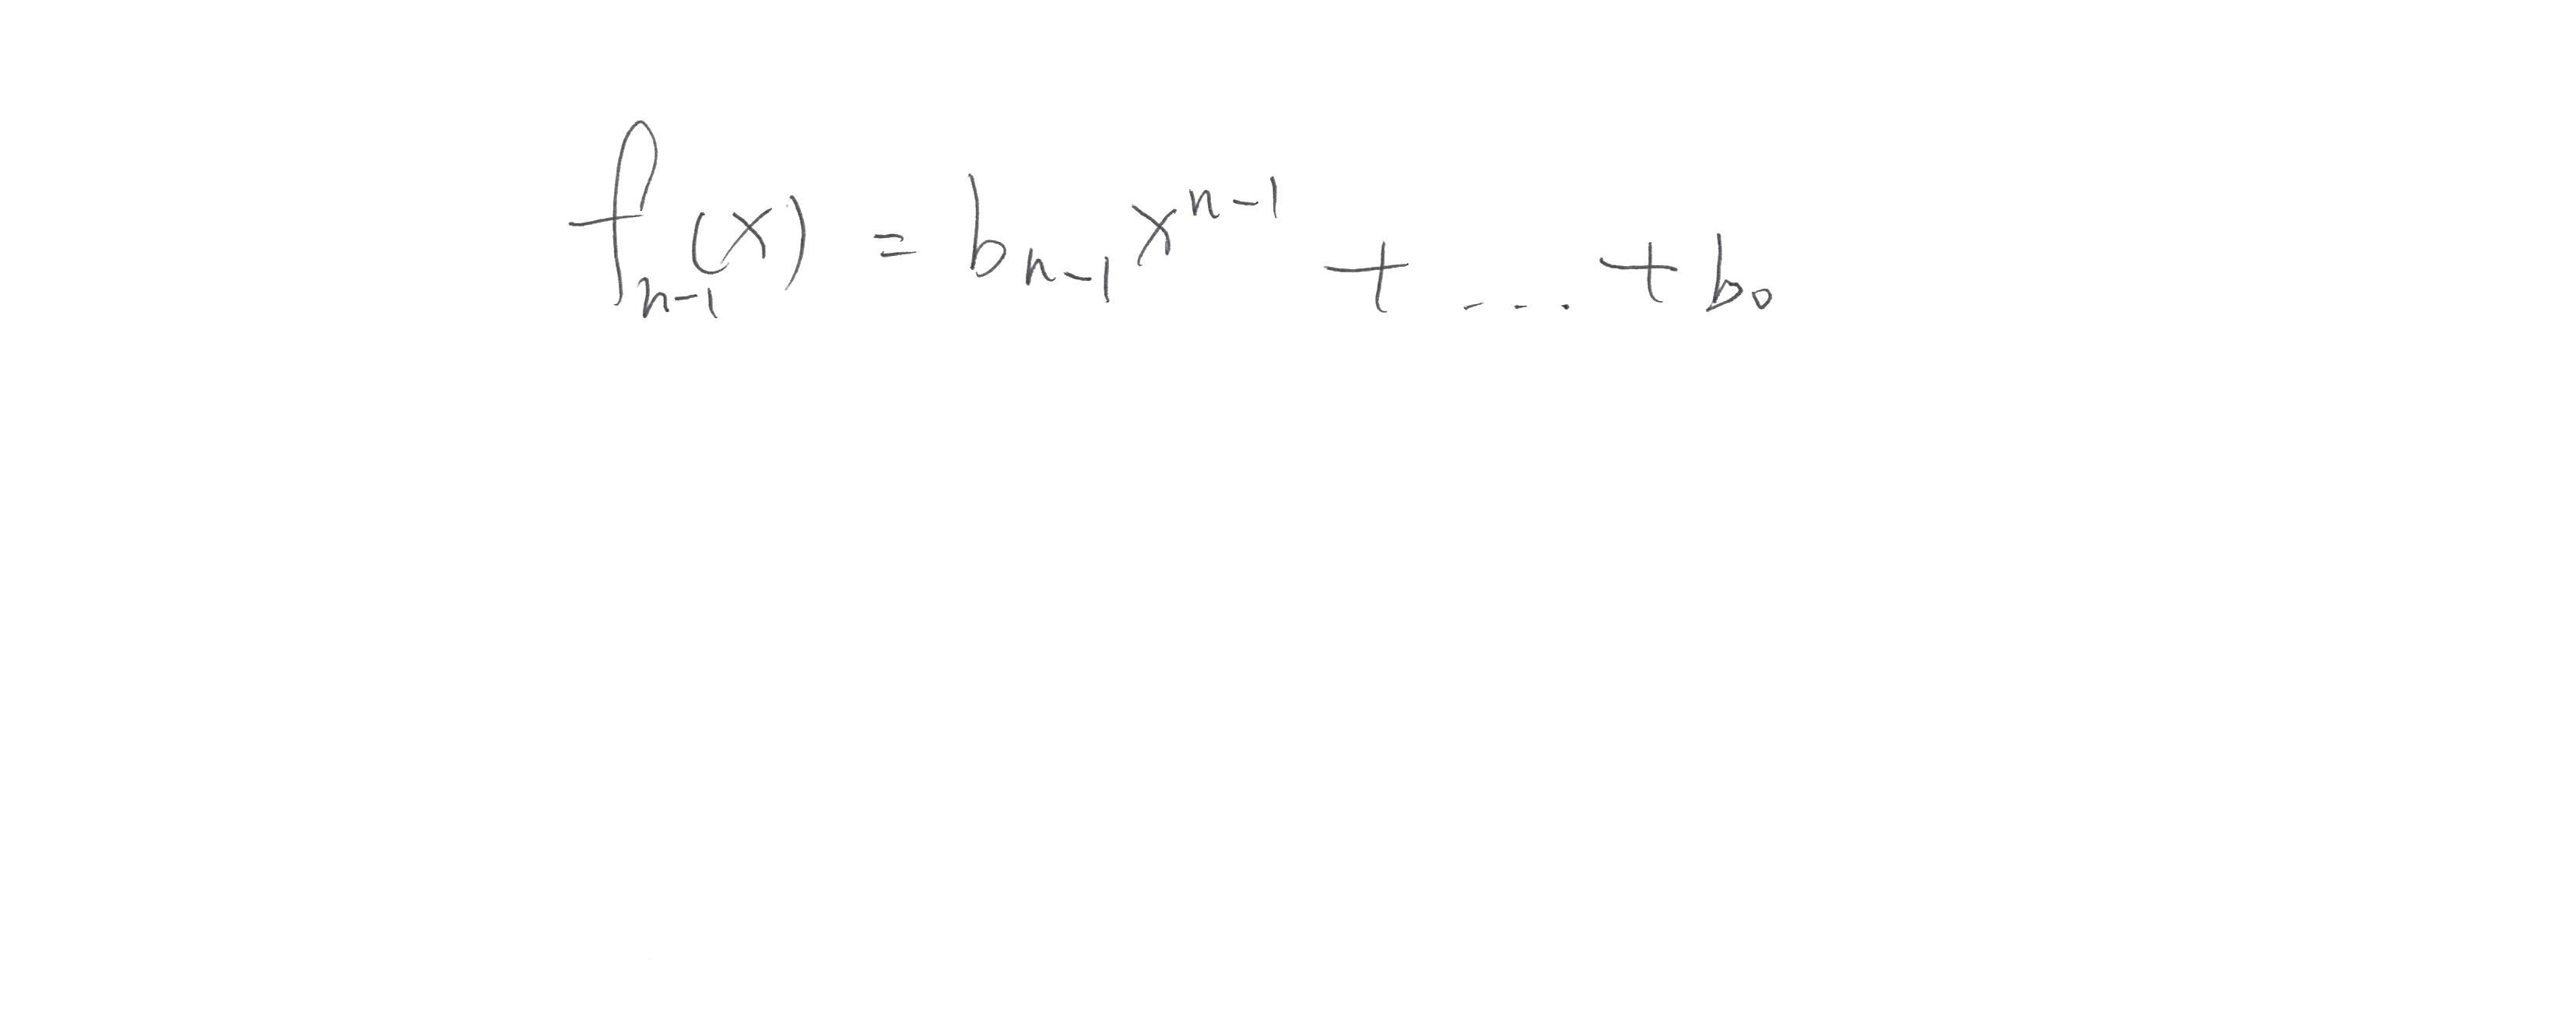 f_{n-1}(x) = b_{n-1} x^{n-1} + ... + b_0